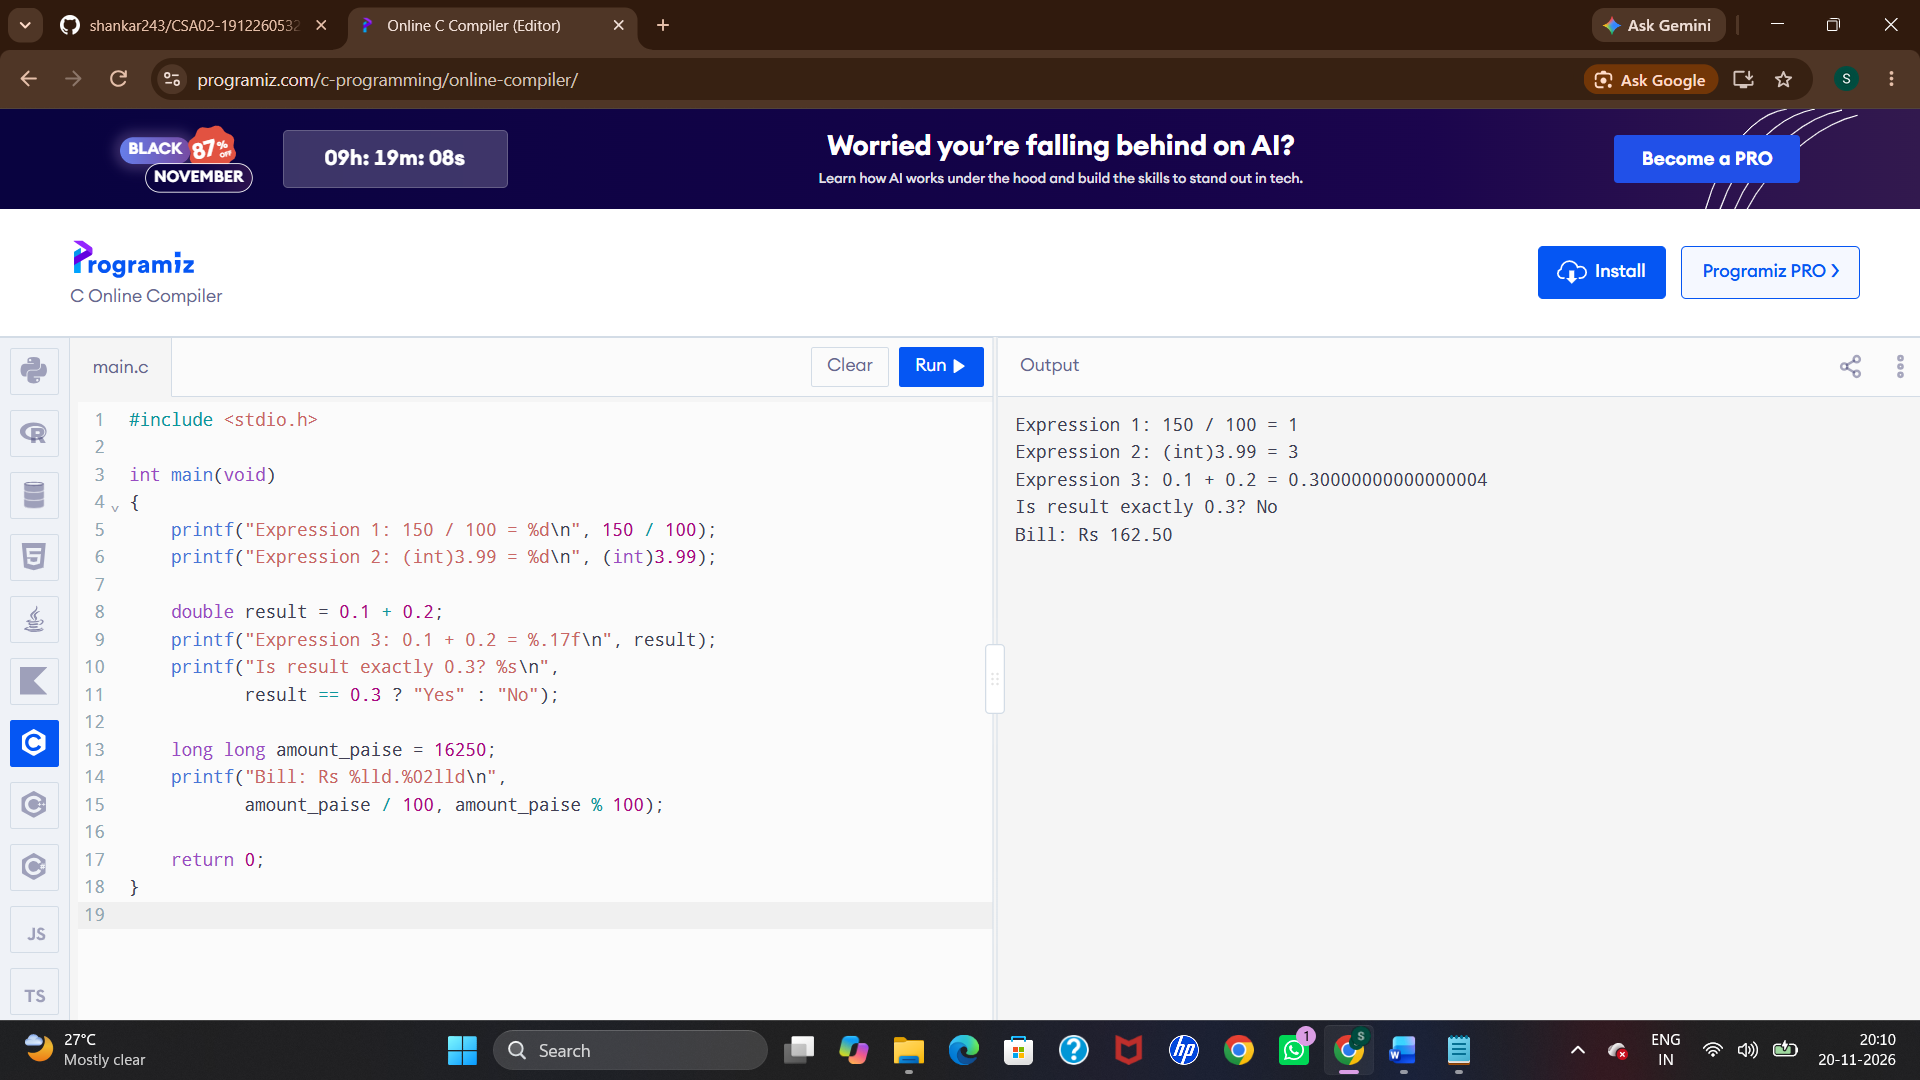 shankar243/CSA02-1912260532
Online C Compiler (Editor)
Ask Gemini
programiz.com/c-programming/online-compiler/
Ask Google
S
BLACK 87% OFF
NOVEMBER
09h: 19m: 08s
Worried you're falling behind on AI?
Learn how AI works under the hood and build the skills to stand out in tech.
Become a PRO
Programiz
C Online Compiler
Install
Programiz PRO
main.c
Clear
Run
Output
1 #include <stdio.h>
2
3 int main(void)
4 {
5     printf("Expression 1: 150 / 100 = %d\n", 150 / 100);
6     printf("Expression 2: (int)3.99 = %d\n", (int)3.99);
7
8     double result = 0.1 + 0.2;
9     printf("Expression 3: 0.1 + 0.2 = %.17f\n", result);
10     printf("Is result exactly 0.3? %s\n",
11            result == 0.3 ? "Yes" : "No");
12
13     long long amount_paise = 16250;
14     printf("Bill: Rs %lld.%02lld\n",
15            amount_paise / 100, amount_paise % 100);
16
17     return 0;
18 }
19
Expression 1: 150 / 100 = 1
Expression 2: (int)3.99 = 3
Expression 3: 0.1 + 0.2 = 0.30000000000000004
Is result exactly 0.3? No
Bill: Rs 162.50
JS
TS
27°C
Mostly clear
Search
1
S
ENG
IN
20:10
20-11-2026